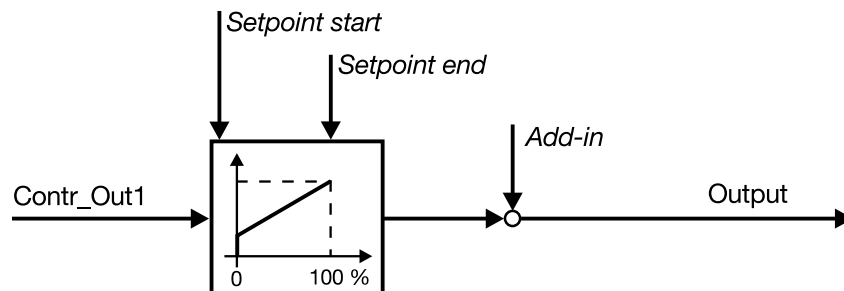 Setpoint start
Setpoint end
Add-in
Contr_Out1
Output
0
100 %